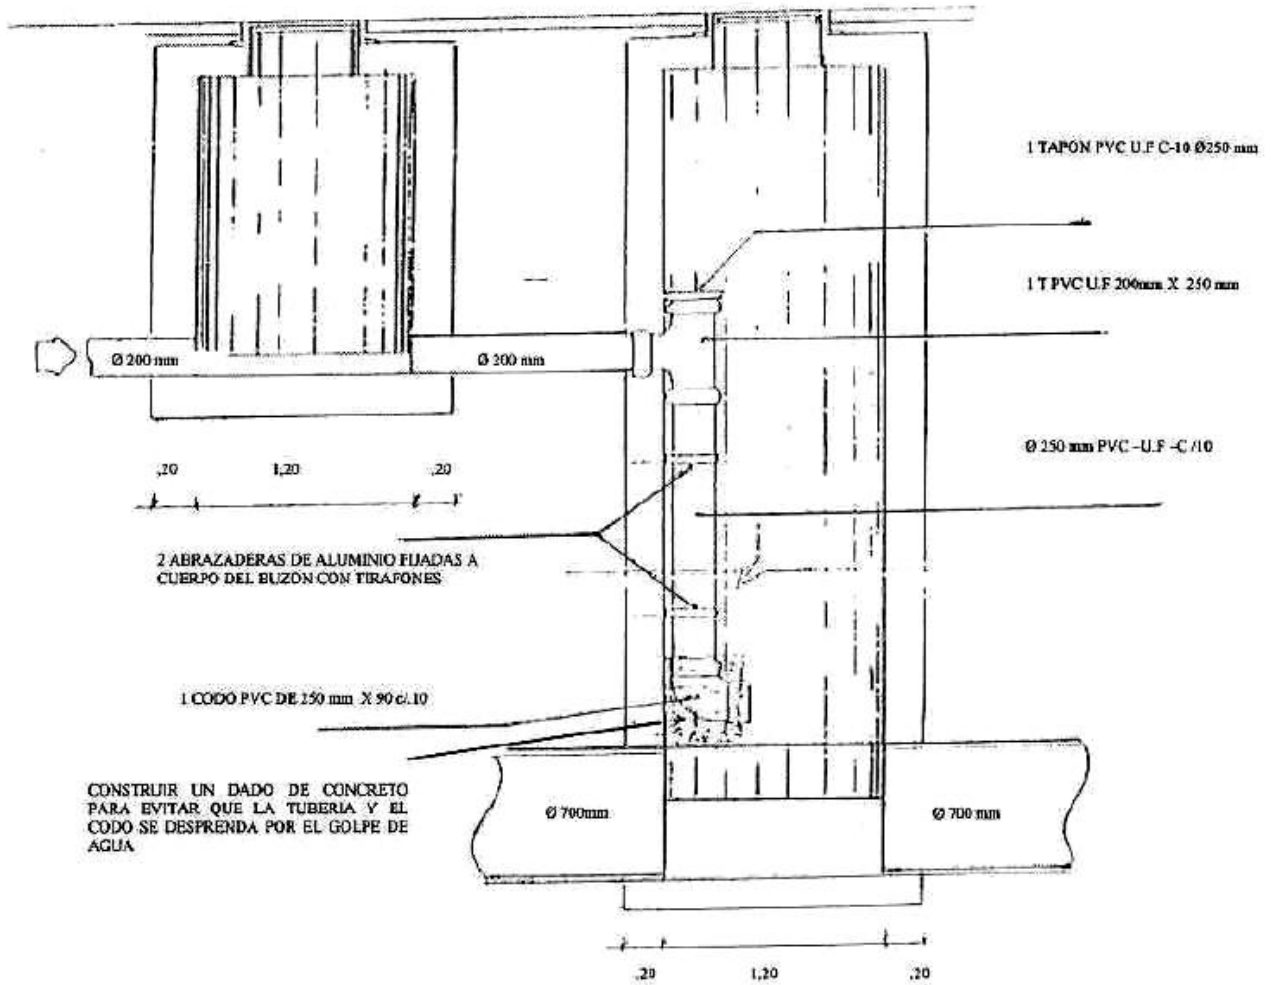 1 TAPON PVC U.F C-10 Ø250 mm
1 T PVC U.F 200mm X 250 mm
Ø 200 mm
Ø 200 mm
Ø 250 mm PVC -U.F -C /10
,20
1,20
,20
2 ABRAZADERAS DE ALUMINIO FIJADAS A
CUERPO DEL BUZON CON TIRAFONES
1 CODO PVC DE 250 mm X 90 c/.10
CONSTRUIR UN DADO DE CONCRETO
PARA EVITAR QUE LA TUBERIA Y EL
CODO SE DESPRENDA POR EL GOLPE DE
AGUA
Ø 700mm
Ø 700 mm
,20
1,20
,20